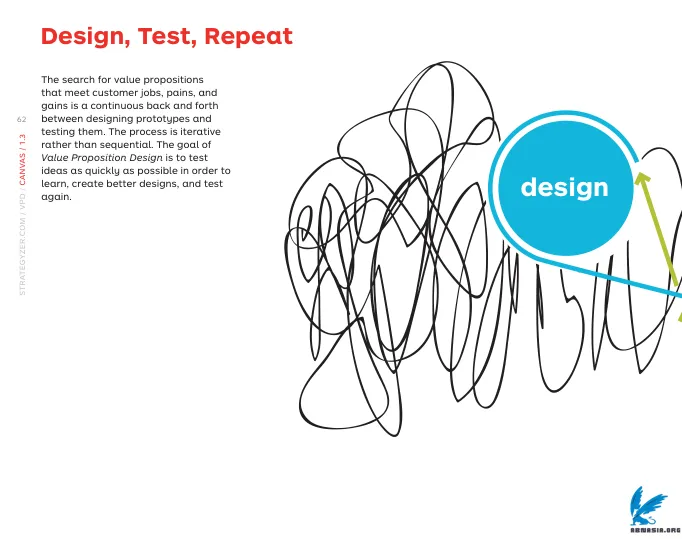 Design, Test, Repeat
The search for value propositions
that meet customer jobs, pains, and
gains is a continuous back and forth
between designing prototypes and
testing them. The process is iterative
rather than sequential. The goal of
Value Proposition Design is to test
ideas as quickly as possible in order to
learn, create better designs, and test
again.
62
STRATEGYZER.COM / VPD / CANVAS / 1.3
design
ABNASIA.ORG